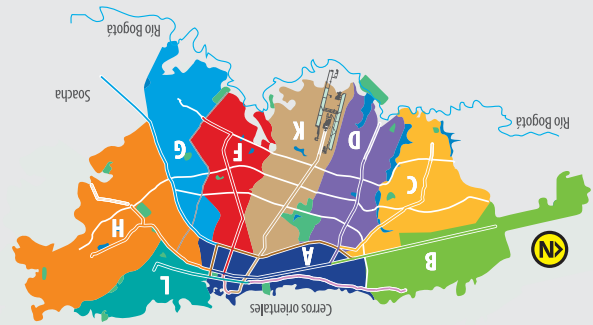 Cerros orientales
N
B
A
L
H
C
D
K
F
G
Río Bogotá
Soacha
Río Bogotá